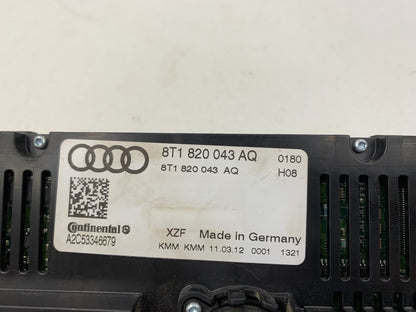 8T1 820 043 AQ 0180
8T1 820 043 AQ H08
Continental
A2C53346679
XZF Made in Germany
KMM KMM 11.03.12 0001 1321